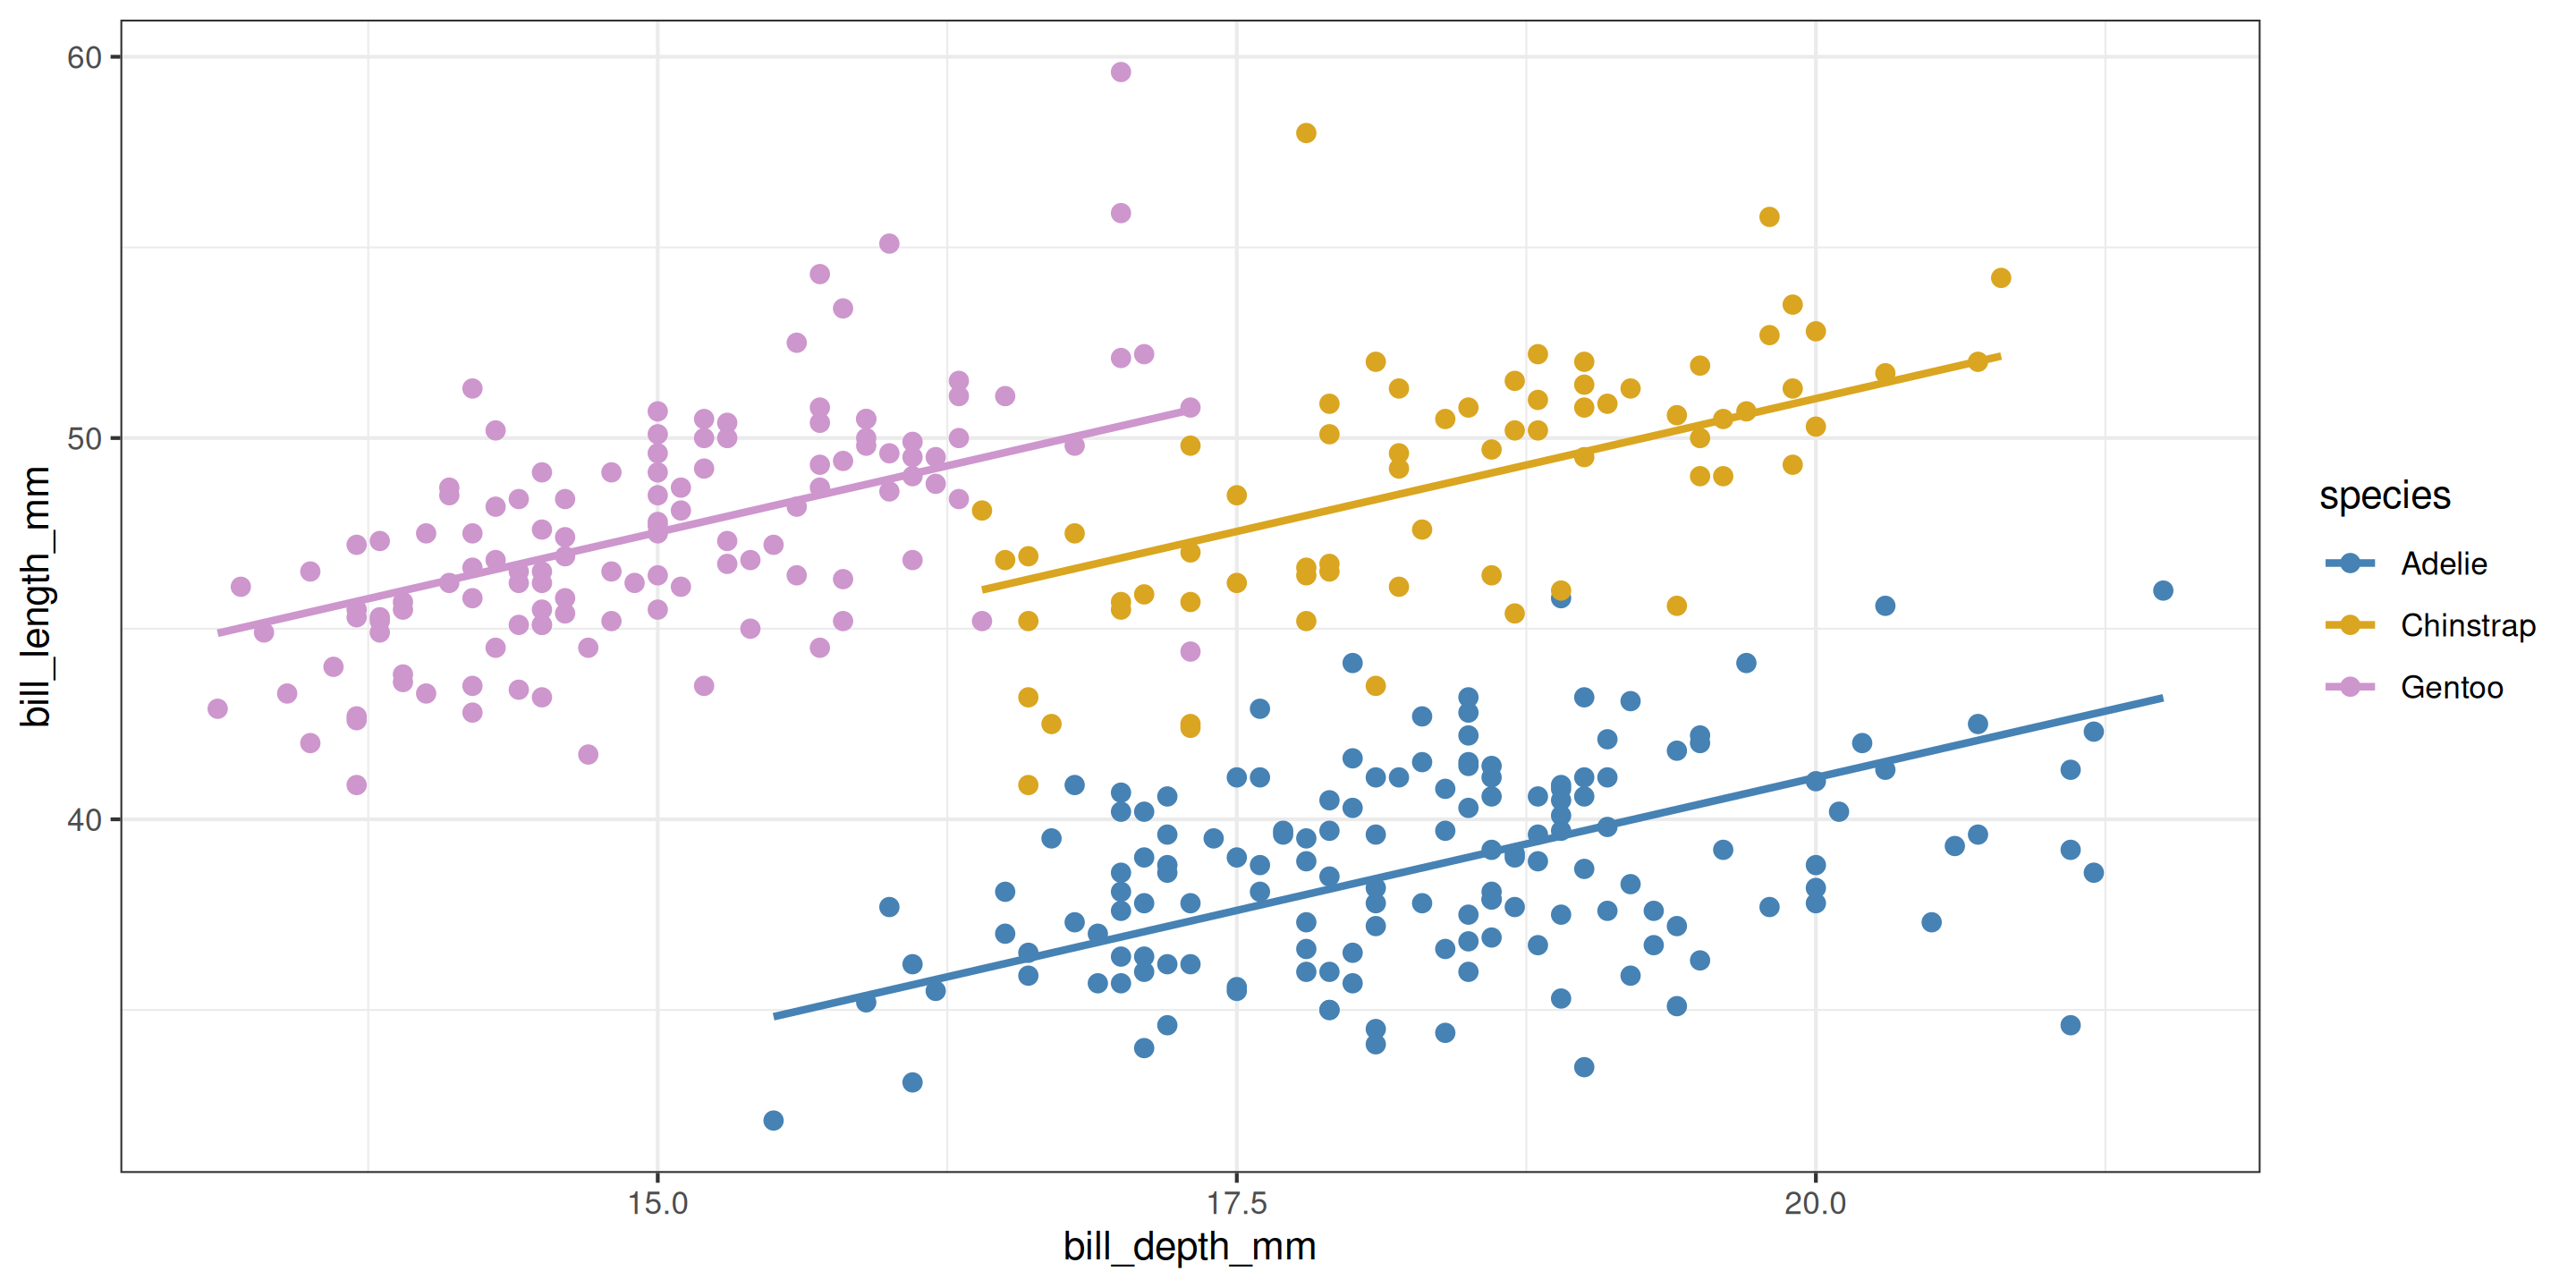 60
50
40
bill_length_mm
15.0
17.5
20.0
bill_depth_mm
species
Adelie
Chinstrap
Gentoo